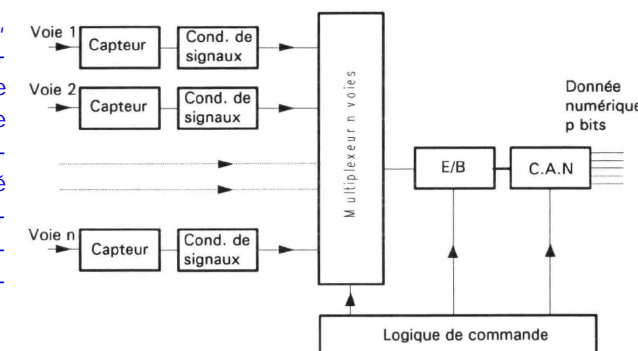 Voie 1
Capteur
Cond. de
signaux
Voie 2
Capteur
Cond. de
signaux
Voie n
Capteur
Cond. de
signaux
Multiplexeur n voies
E/B
C.A.N
Donnée
numérique
p bits
Logique de commande